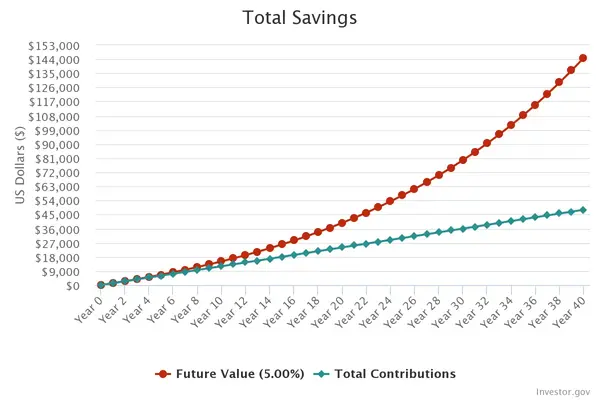 Total Savings
US Dollars ($)
$153,000
$144,000
$135,000
$126,000
$117,000
$108,000
$99,000
$90,000
$81,000
$72,000
$63,000
$54,000
$45,000
$36,000
$27,000
$18,000
$9,000
$0
Year 0
Year 2
Year 4
Year 6
Year 8
Year 10
Year 12
Year 14
Year 16
Year 18
Year 20
Year 22
Year 24
Year 26
Year 28
Year 30
Year 32
Year 34
Year 36
Year 38
Year 40
Future Value (5.00%)
Total Contributions
Investor.gov